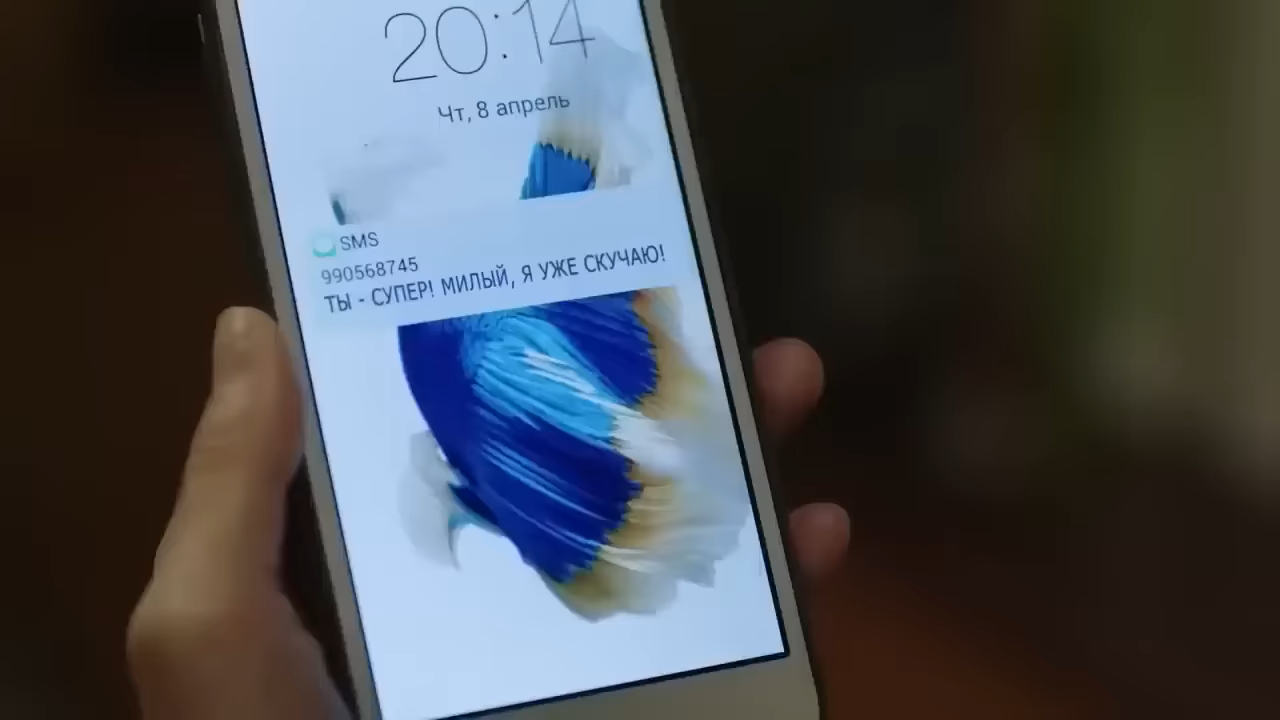 20:14
Чт, 8 апрель
SMS
990568745
ТЫ - СУПЕР! МИЛЫЙ, Я УЖЕ СКУЧАЮ!